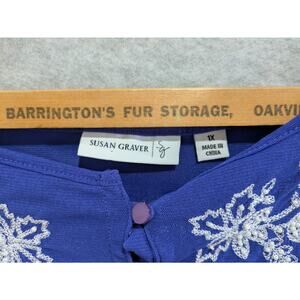 BARRINGTON'S FUR STORAGE, OAKVI
SUSAN GRAVER
1X
MADE IN
CHINA